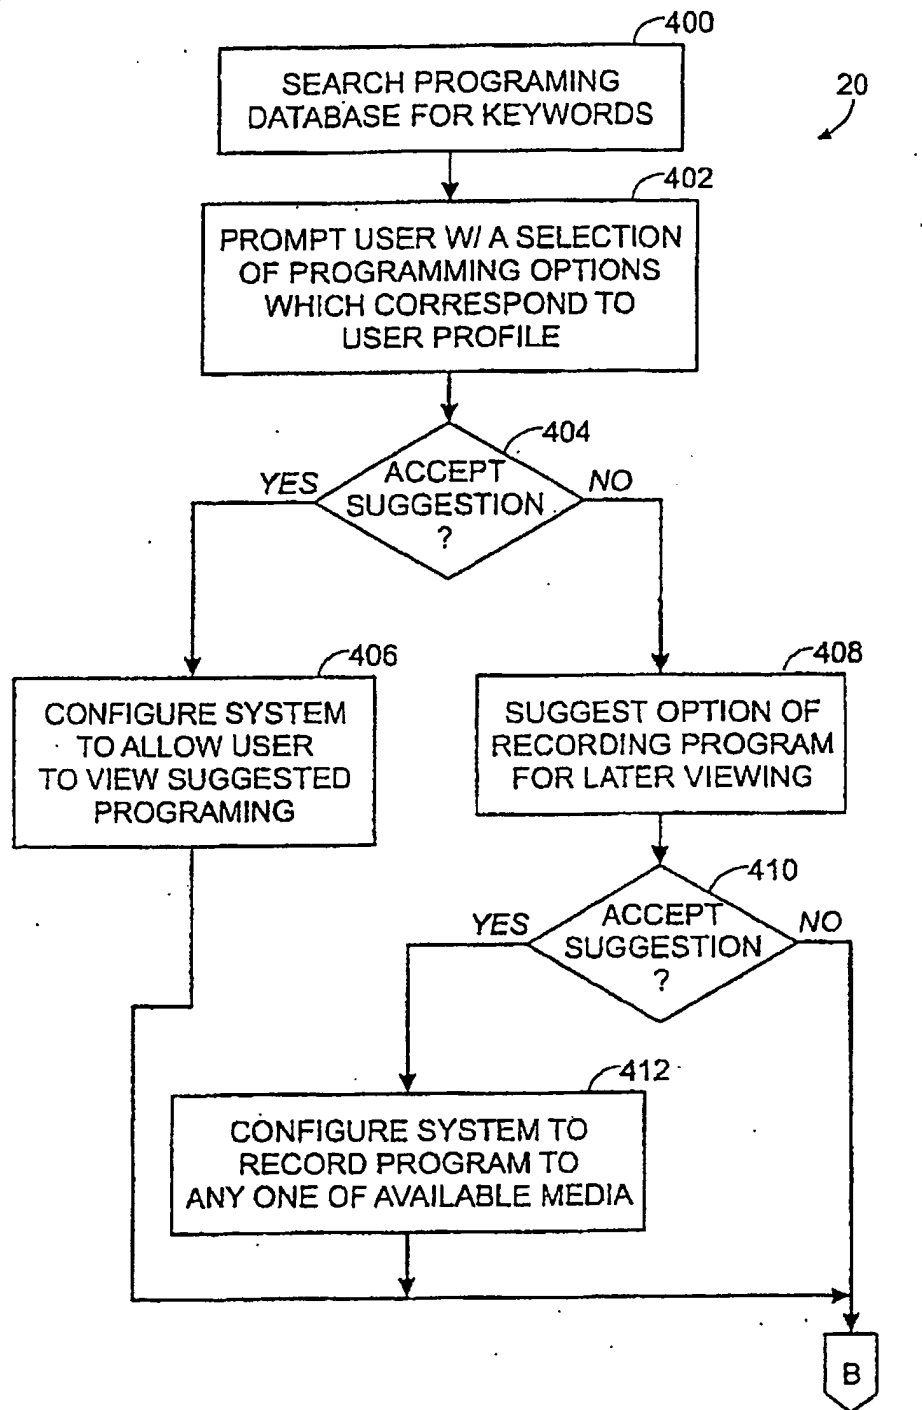 400
SEARCH PROGRAMING
DATABASE FOR KEYWORDS
20
402
PROMPT USER W/ A SELECTION
OF PROGRAMMING OPTIONS
WHICH CORRESPOND TO
USER PROFILE
404
YES
ACCEPT
SUGGESTION
?
NO
406
CONFIGURE SYSTEM
TO ALLOW USER
TO VIEW SUGGESTED
PROGRAMING
408
SUGGEST OPTION OF
RECORDING PROGRAM
FOR LATER VIEWING
410
YES
ACCEPT
SUGGESTION
?
NO
412
CONFIGURE SYSTEM TO
RECORD PROGRAM TO
ANY ONE OF AVAILABLE MEDIA
B